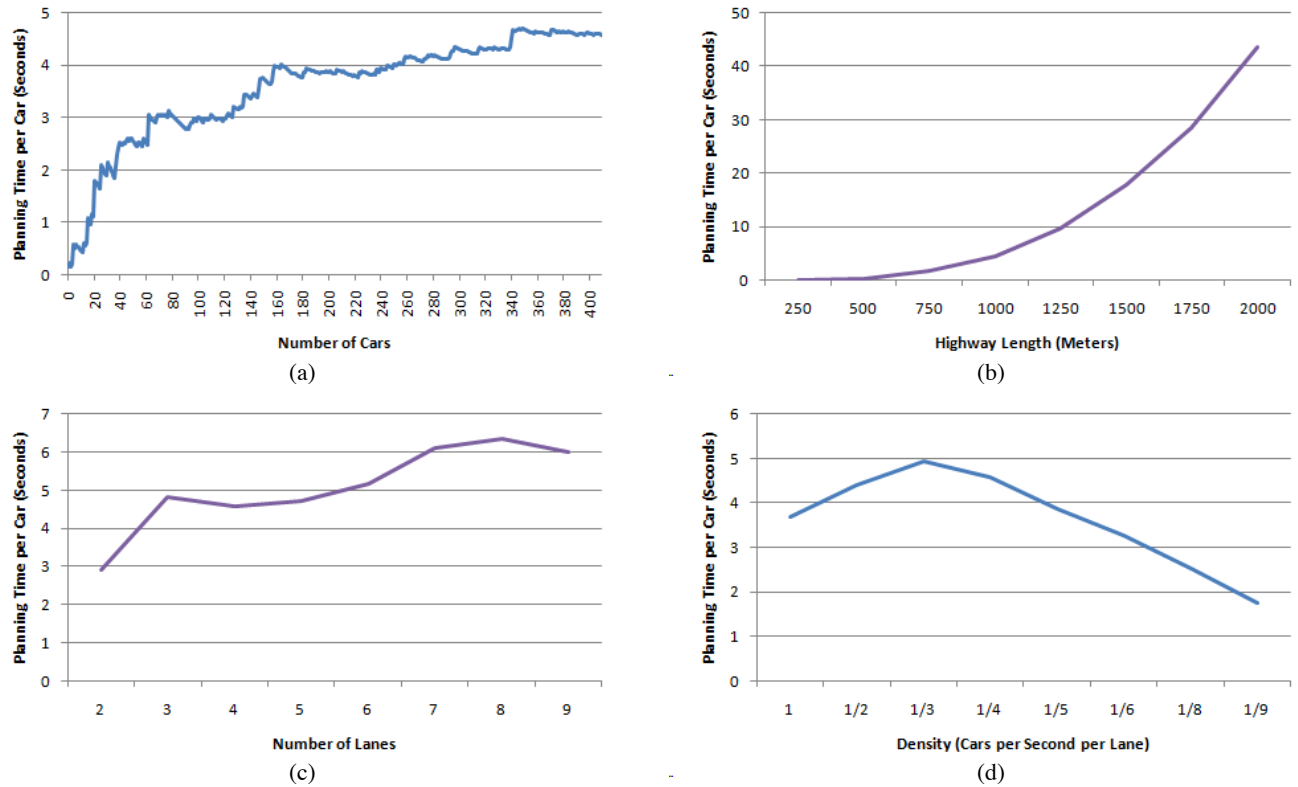 Planning Time per Car (Seconds)
5
4
3
2
1
0
0 20 40 60 80 100 120 140 160 180 200 220 240 260 280 300 320 340 360 380 400
Number of Cars
(a)
Planning Time per Car (Seconds)
50
40
30
20
10
0
250 500 750 1000 1250 1500 1750 2000
Highway Length (Meters)
(b)
Planning Time per Car (Seconds)
7
6
5
4
3
2
1
0
2 3 4 5 6 7 8 9
Number of Lanes
(c)
Planning Time per Car (Seconds)
6
5
4
3
2
1
0
1 1/2 1/3 1/4 1/5 1/6 1/8 1/9
Density (Cars per Second per Lane)
(d)